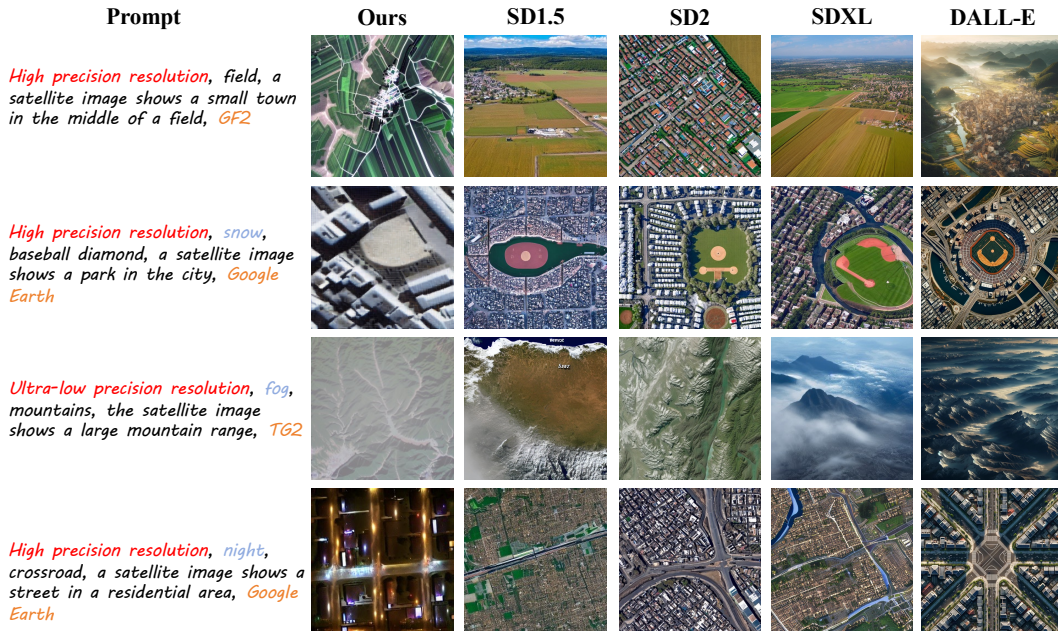 Prompt Ours SD1.5 SD2 SDXL DALL-E
High precision resolution, field, a
satellite image shows a small town
in the middle of a field, GF2
High precision resolution, snow,
baseball diamond, a satellite image
shows a park in the city, Google
Earth
Ultra-low precision resolution, fog,
mountains, the satellite image
shows a large mountain range, TG2
High precision resolution, night,
crossroad, a satellite image shows a
street in a residential area, Google
Earth